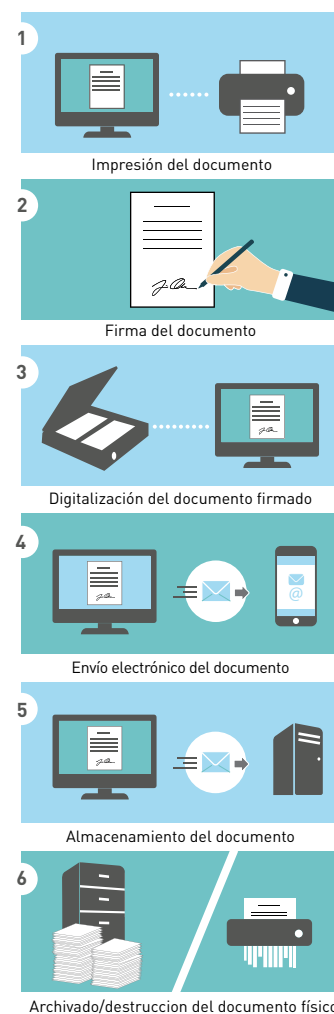 1
Impresión del documento
2
Firma del documento
3
Digitalización del documento firmado
4
@
Envío electrónico del documento
5
Almacenamiento del documento
6
Archivado/destruccion del documento físico